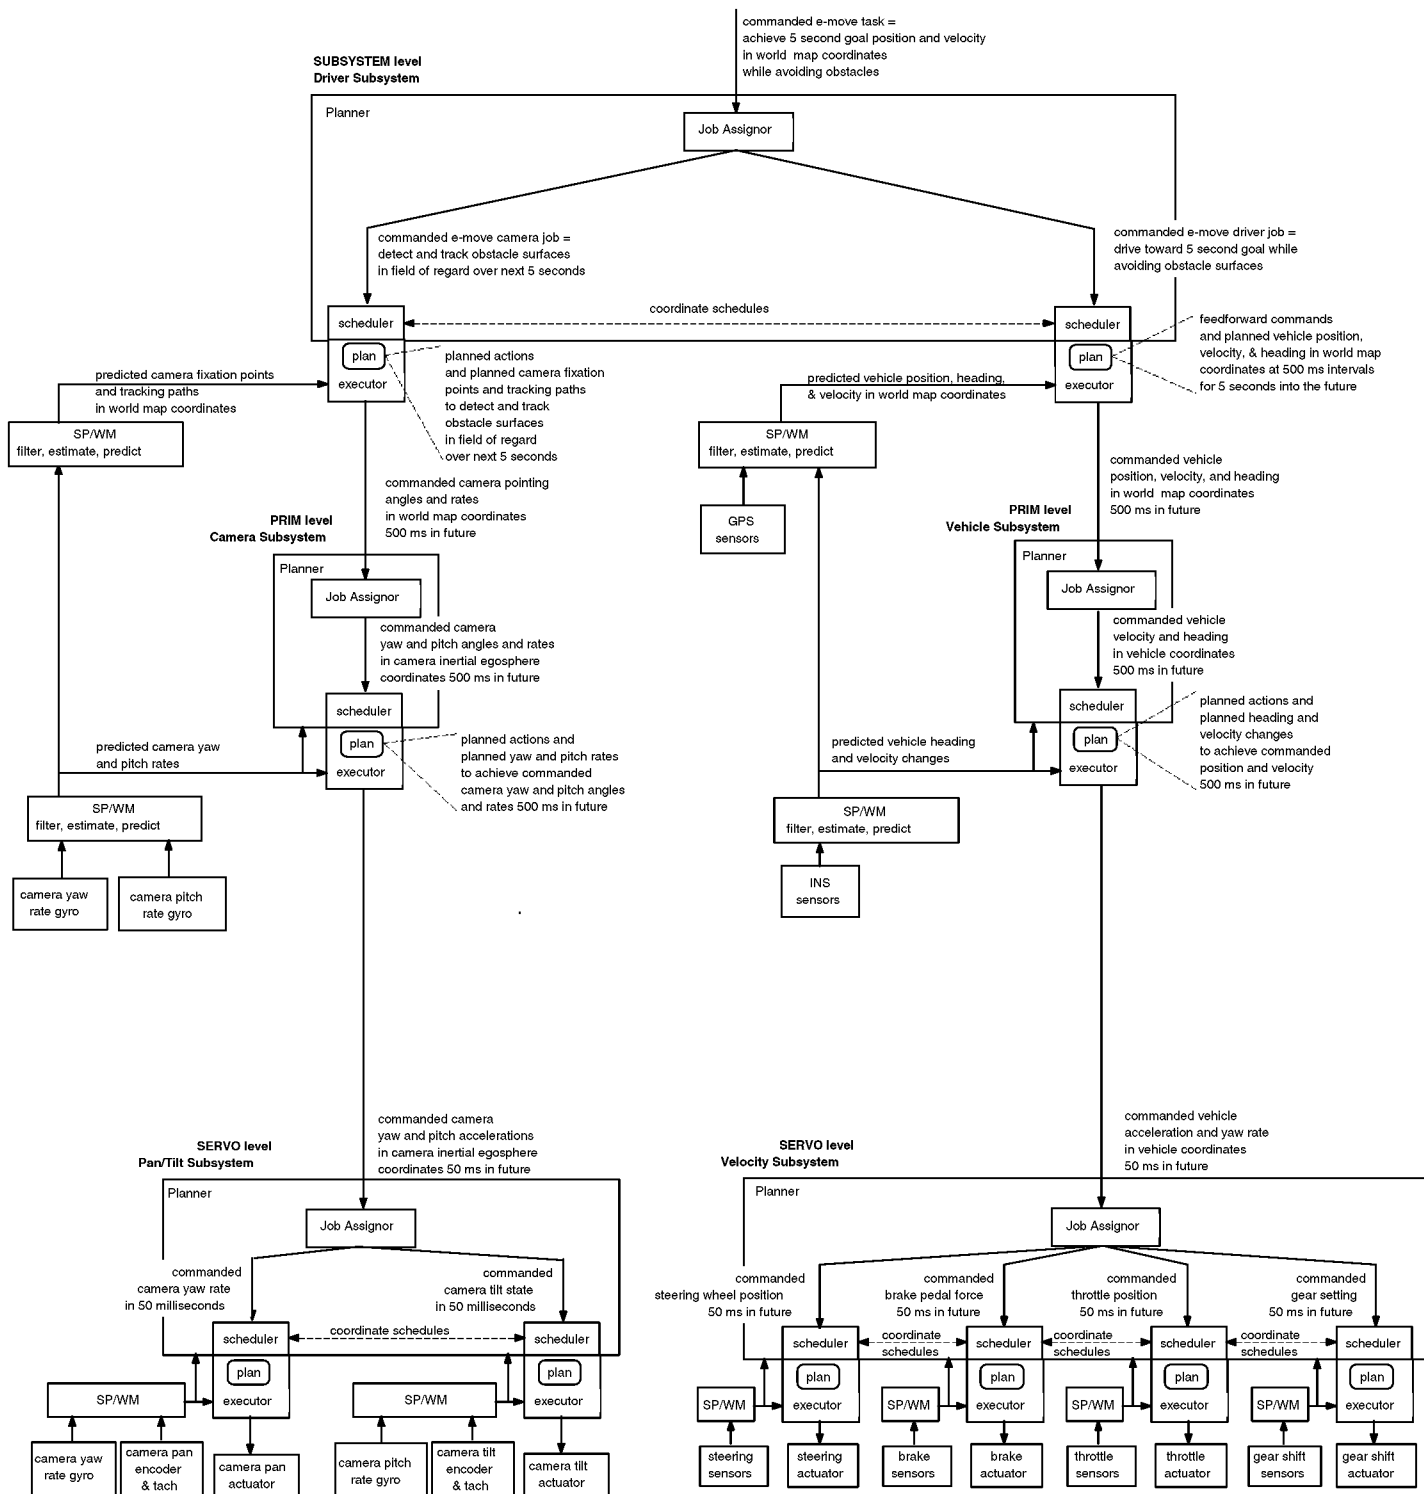 commanded e-move task =
achieve 5 second goal position and velocity
in world map coordinates
while avoiding obstacles
SUBSYSTEM level
Driver Subsystem
Planner
Job Assignor
commanded e-move camera job =
detect and track obstacle surfaces
in field of regard over next 5 seconds
commanded e-move driver job =
drive toward 5 second goal while
avoiding obstacle surfaces
scheduler
coordinate schedules
scheduler
plan
executor
planned actions
and planned camera fixation
points and tracking paths
to detect and track
obstacle surfaces
in field of regard
over next 5 seconds
plan
executor
feedforward commands
and planned vehicle position,
velocity, & heading in world map
coordinates at 500 ms intervals
for 5 seconds into the future
predicted camera fixation points
and tracking paths
in world map coordinates
SP/WM
filter, estimate, predict
predicted vehicle position, heading,
& velocity in world map coordinates
SP/WM
filter, estimate, predict
GPS
sensors
commanded camera pointing
angles and rates
in world map coordinates
500 ms in future
commanded vehicle
position, velocity, and heading
in world map coordinates
500 ms in future
PRIM level
Camera Subsystem
Planner
Job Assignor
commanded camera
yaw and pitch angles and rates
in camera inertial egosphere
coordinates 500 ms in future
scheduler
plan
executor
planned actions and
planned yaw and pitch rates
to achieve commanded
camera yaw and pitch angles
and rates 500 ms in future
predicted camera yaw
and pitch rates
SP/WM
filter, estimate, predict
camera yaw
rate gyro
camera pitch
rate gyro
PRIM level
Vehicle Subsystem
Planner
Job Assignor
commanded vehicle
velocity and heading
in vehicle coordinates
500 ms in future
scheduler
plan
executor
planned actions and
planned heading and
velocity changes
to achieve commanded
position and velocity
500 ms in future
predicted vehicle heading
and velocity changes
SP/WM
filter, estimate, predict
INS
sensors
commanded camera
yaw and pitch accelerations
in camera inertial egosphere
coordinates 50 ms in future
SERVO level
Pan/Tilt Subsystem
Planner
Job Assignor
commanded
camera yaw rate
in 50 milliseconds
commanded
camera tilt state
in 50 milliseconds
scheduler
coordinate schedules
scheduler
plan
executor
plan
executor
SP/WM
SP/WM
camera yaw
rate gyro
camera pan
encoder
& tach
camera pan
actuator
camera pitch
rate gyro
camera tilt
encoder
& tach
camera tilt
actuator
commanded vehicle
acceleration and yaw rate
in vehicle coordinates
50 ms in future
SERVO level
Velocity Subsystem
Planner
Job Assignor
commanded
steering wheel position
50 ms in future
commanded
brake pedal force
50 ms in future
commanded
throttle position
50 ms in future
commanded
gear setting
50 ms in future
scheduler
coordinate
schedules
scheduler
coordinate
schedules
scheduler
coordinate
schedules
scheduler
plan
executor
plan
executor
plan
executor
plan
executor
SP/WM
SP/WM
SP/WM
SP/WM
steering
sensors
steering
actuator
brake
sensors
brake
actuator
throttle
sensors
throttle
actuator
gear shift
sensors
gear shift
actuator